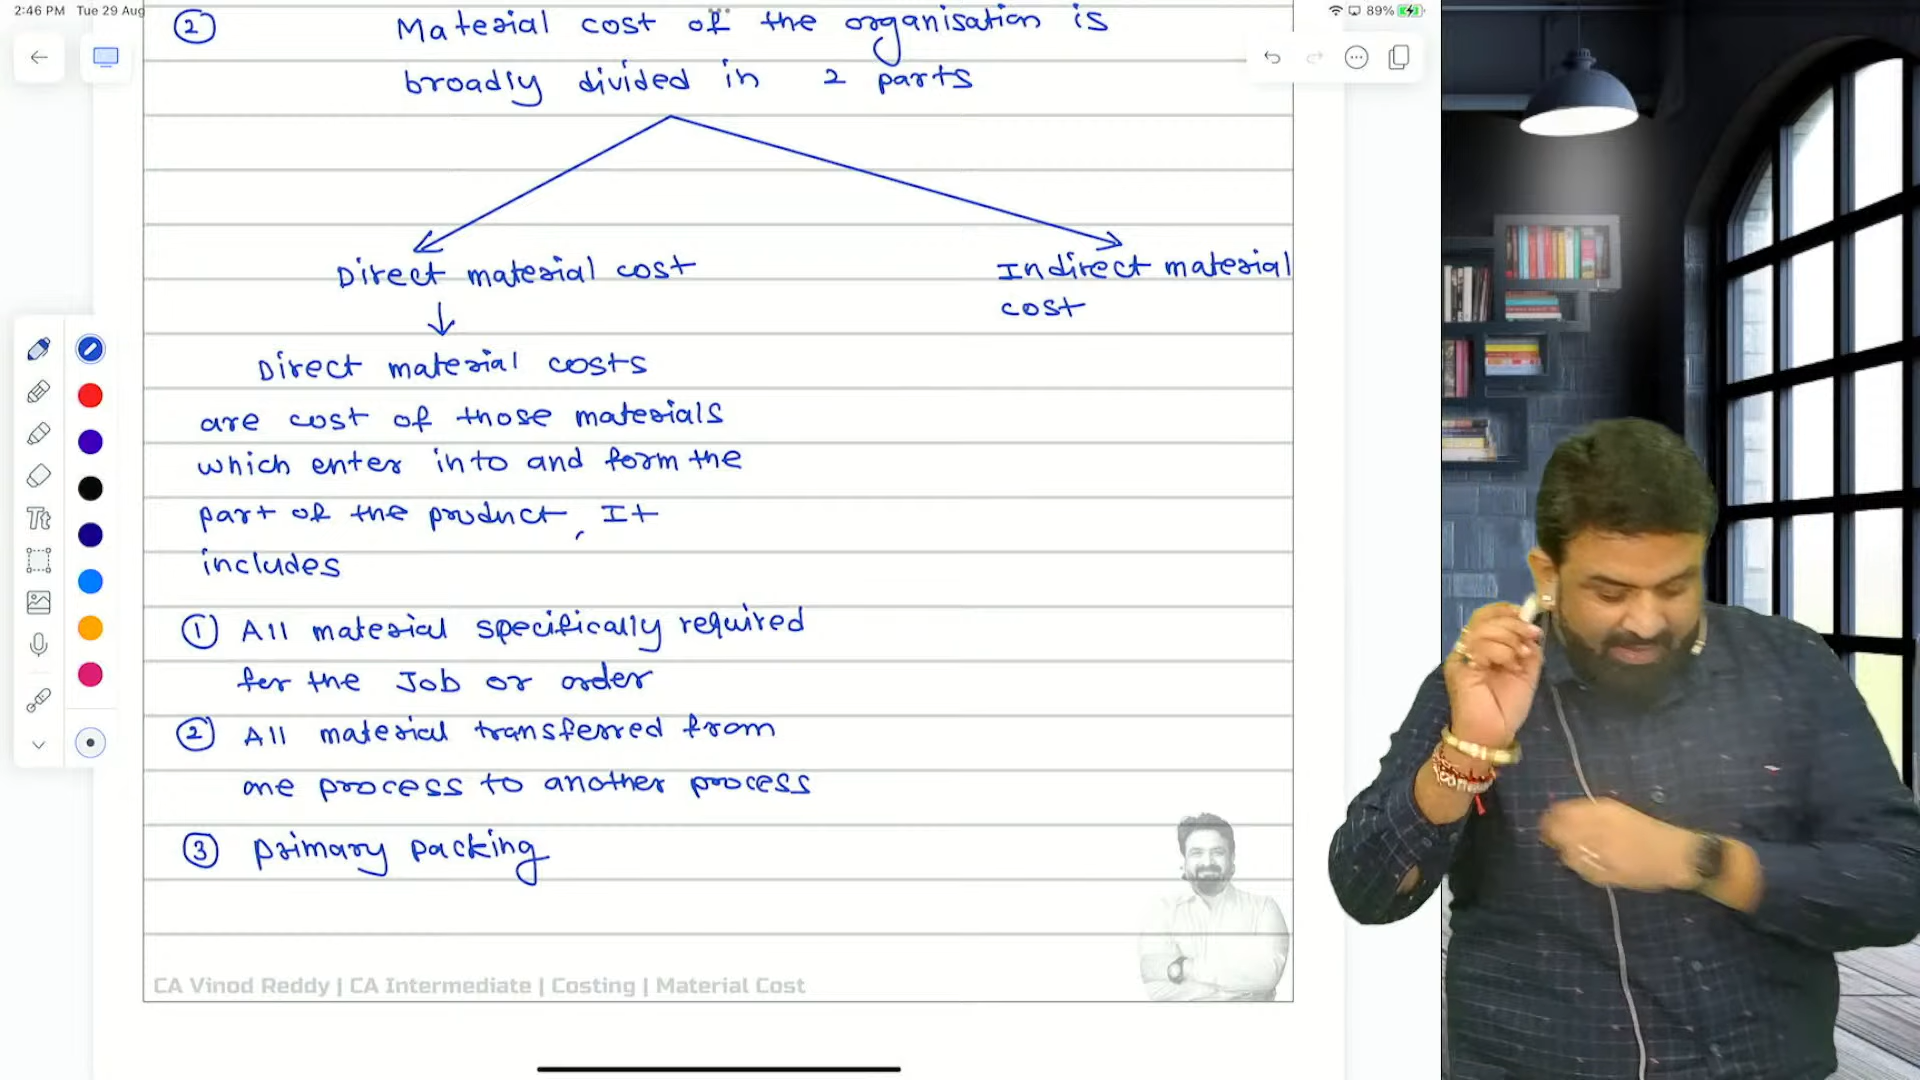 2:46 PM Tue 29 Aug
89%
② Material cost of the organisation is
broadly divided in 2 parts
Direct material cost
Indirect material
cost
Direct material costs
are cost of those materials
which enter into and form the
part of the product, It
includes
① All material specifically required
for the Job or order
② All material transferred from
one process to another process
③ primary packing
Tt
CA Vinod Reddy | CA Intermediate | Costing | Material Cost